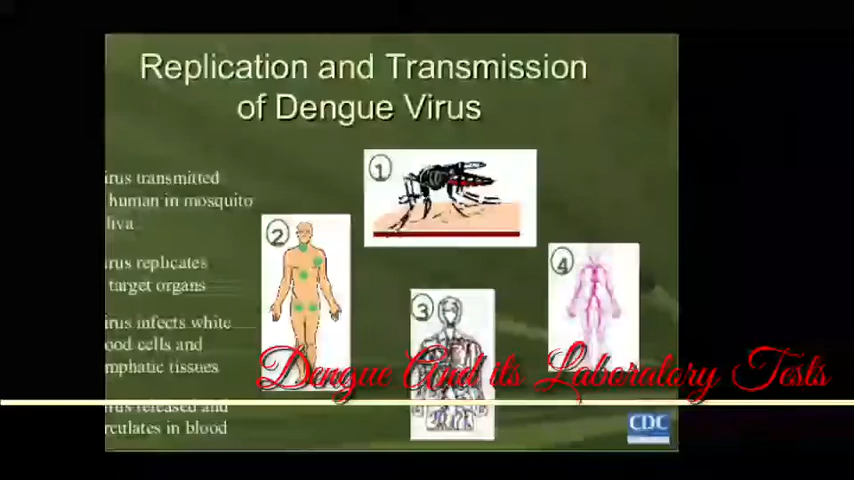 Replication and Transmission
of Dengue Virus
irus transmitted
human in mosquito
liva
irus replicates
target organs
irus infects white
ood cells and
mphatic tissues
irus released and
rculates in blood
1
2
3
4
Dengue And its Laboratory Tests
CDC